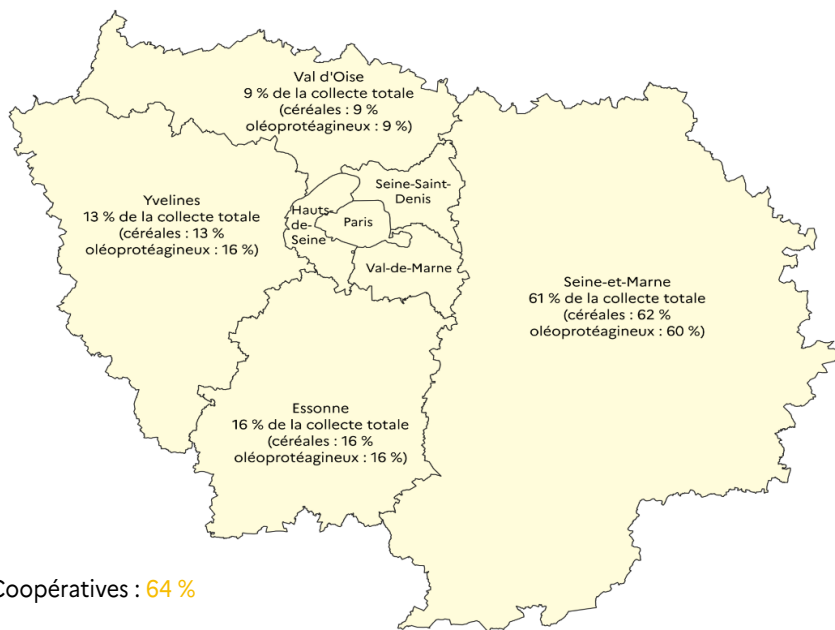 Val d'Oise
9 % de la collecte totale
(céréales : 9 %
oléoprotéagineux : 9 %)
Seine-Saint-
Denis
Yvelines
13 % de la collecte totale
(céréales : 13 %
oléoprotéagineux : 16 %)
Hauts-
de-
Seine
Paris
Val-de-Marne
Seine-et-Marne
61 % de la collecte totale
(céréales : 62 %
oléoprotéagineux : 60 %)
Essonne
16 % de la collecte totale
(céréales : 16 %
oléoprotéagineux : 16 %)
Coopératives : 64 %